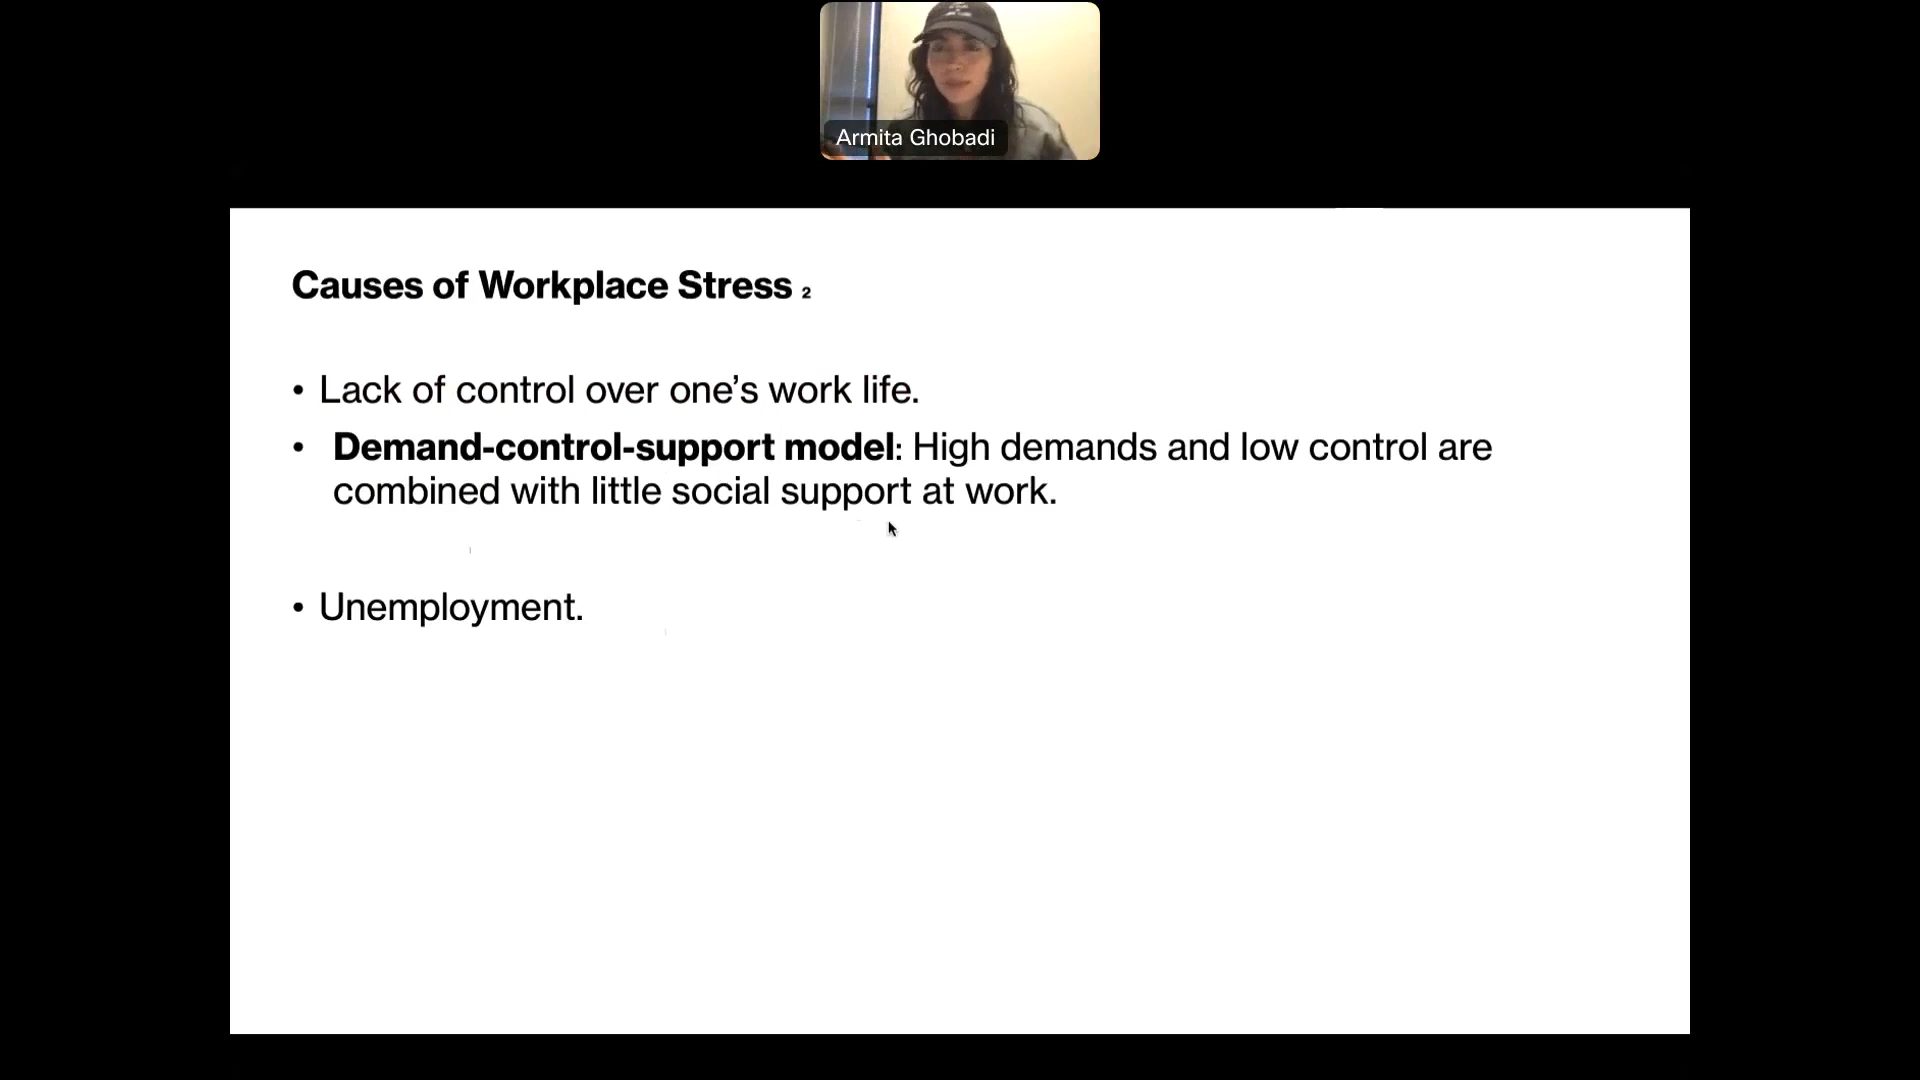 Armita Ghobadi
Causes of Workplace Stress 2
• Lack of control over one’s work life.
• Demand-control-support model: High demands and low control are
combined with little social support at work.
• Unemployment.